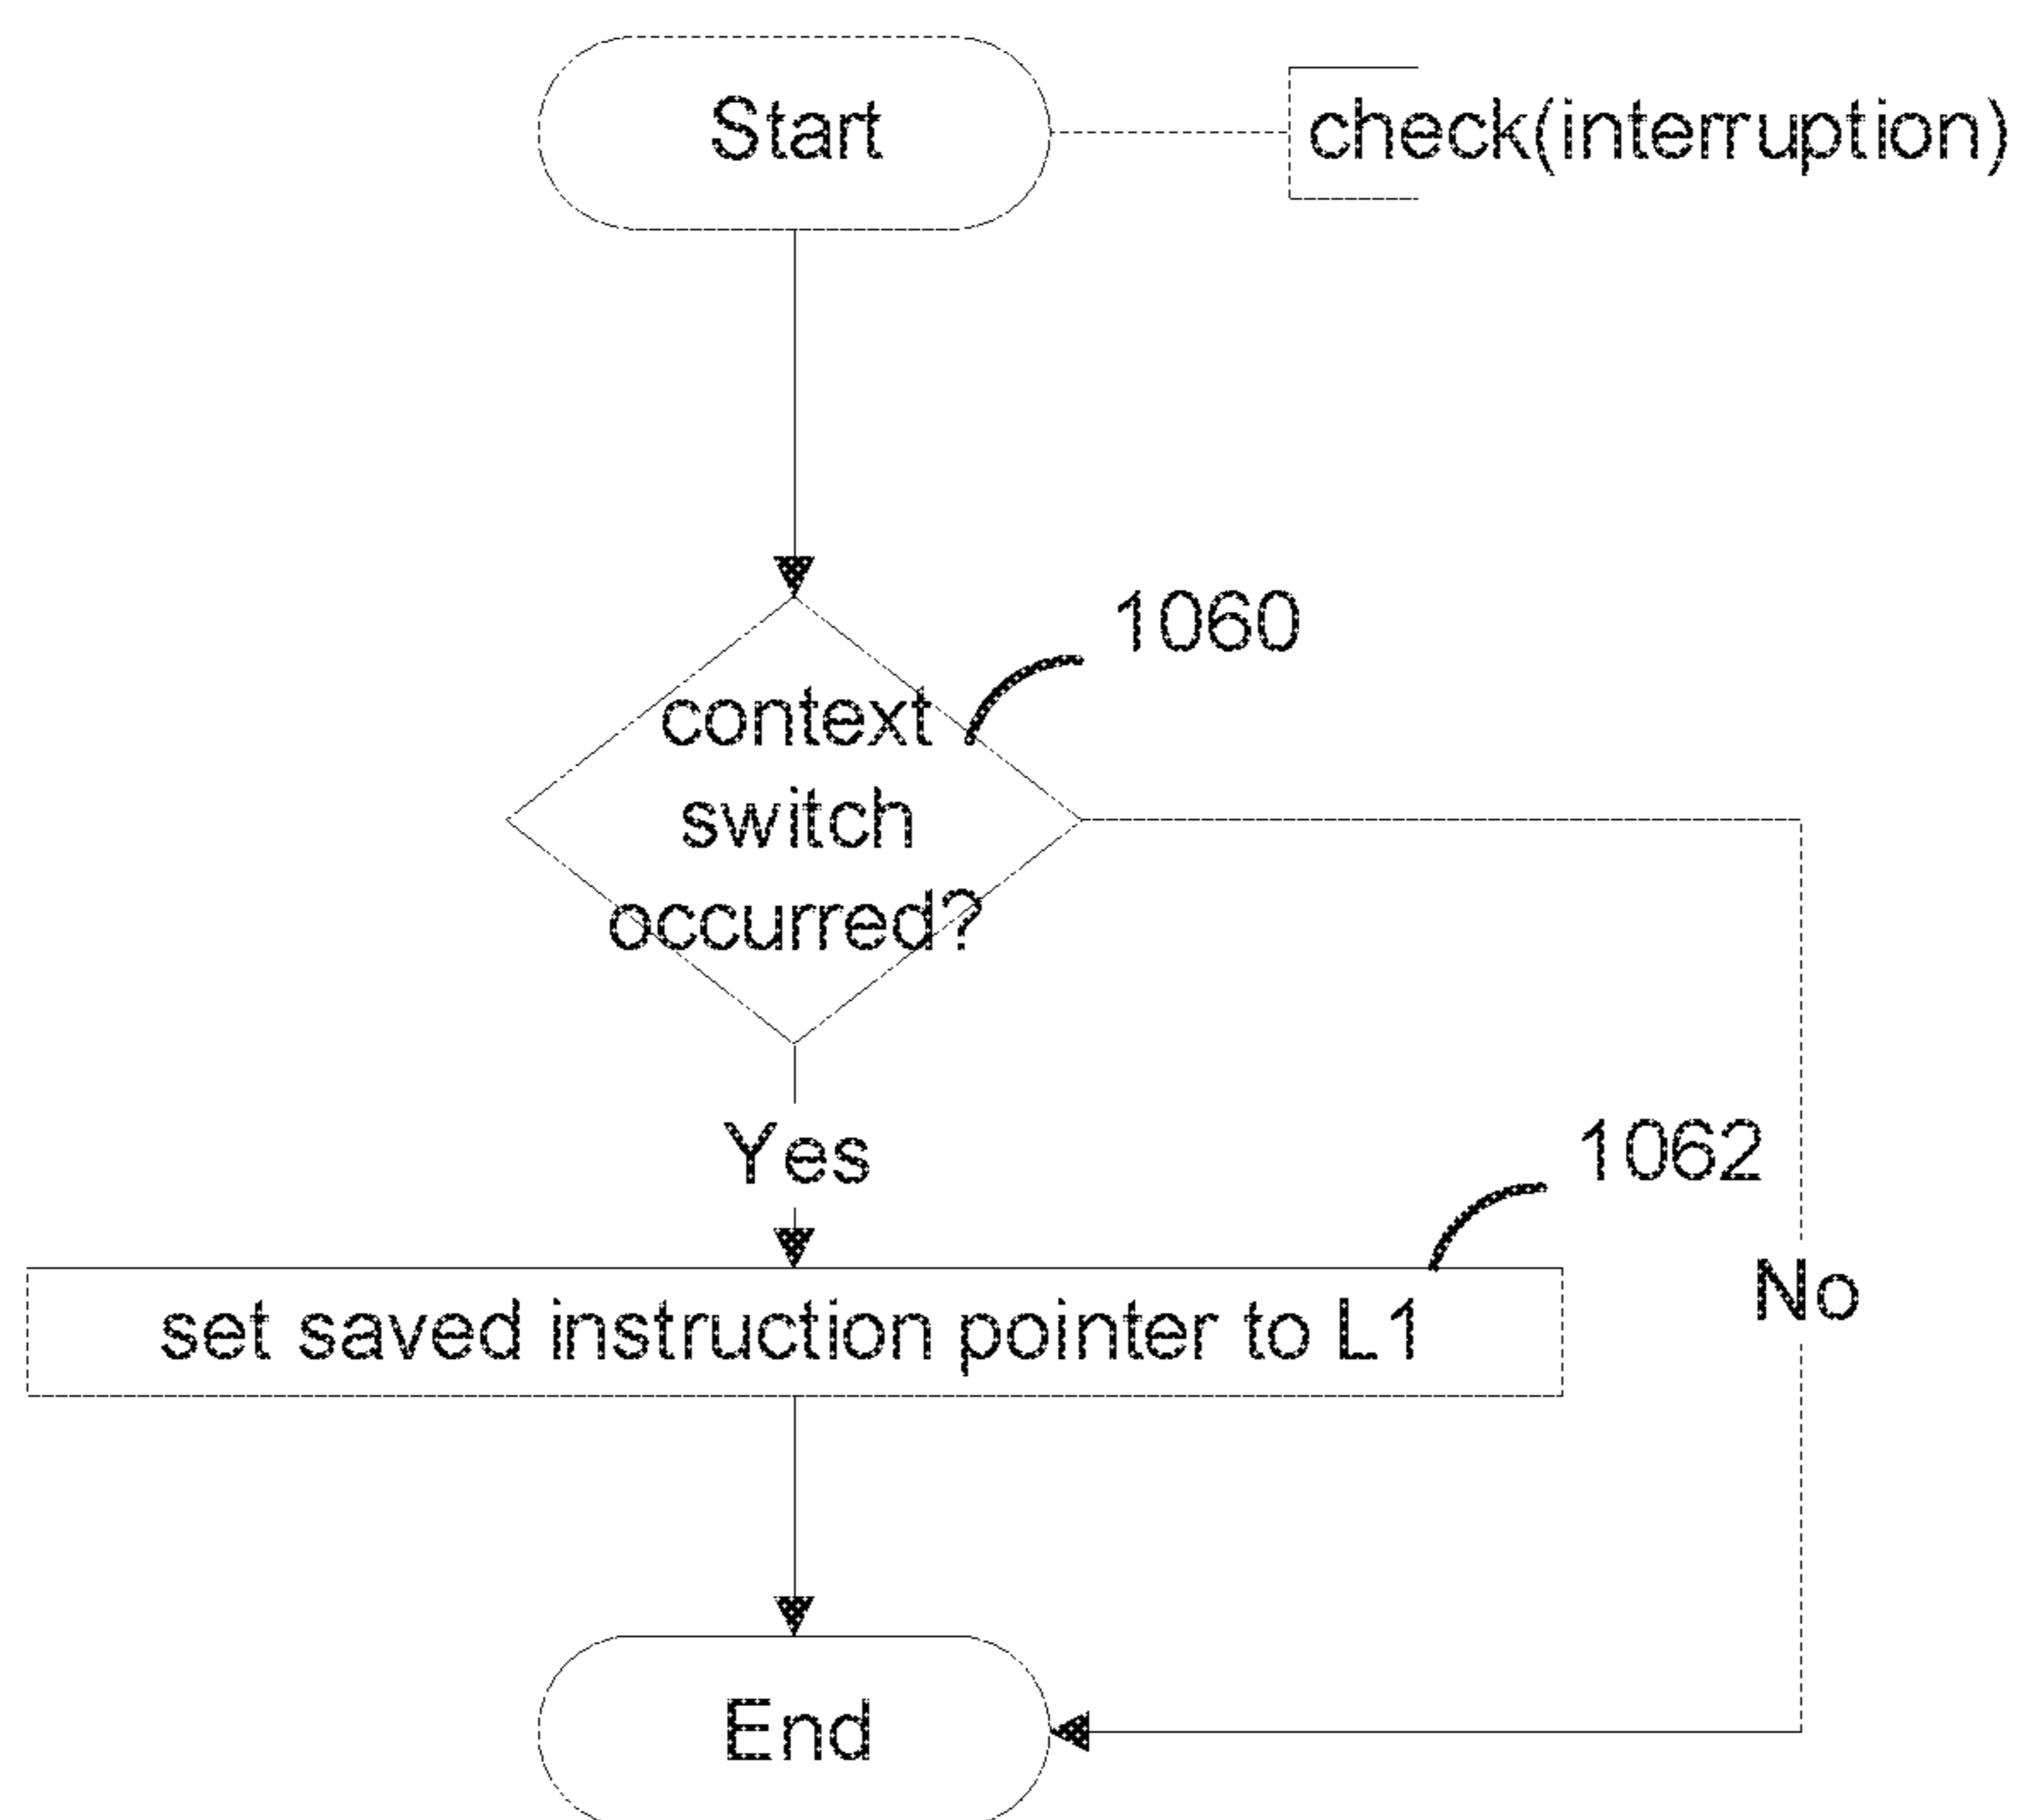 Start
check(interruption)
1060
context
switch
occurred?
Yes
1062
set saved instruction pointer to L1
No
End